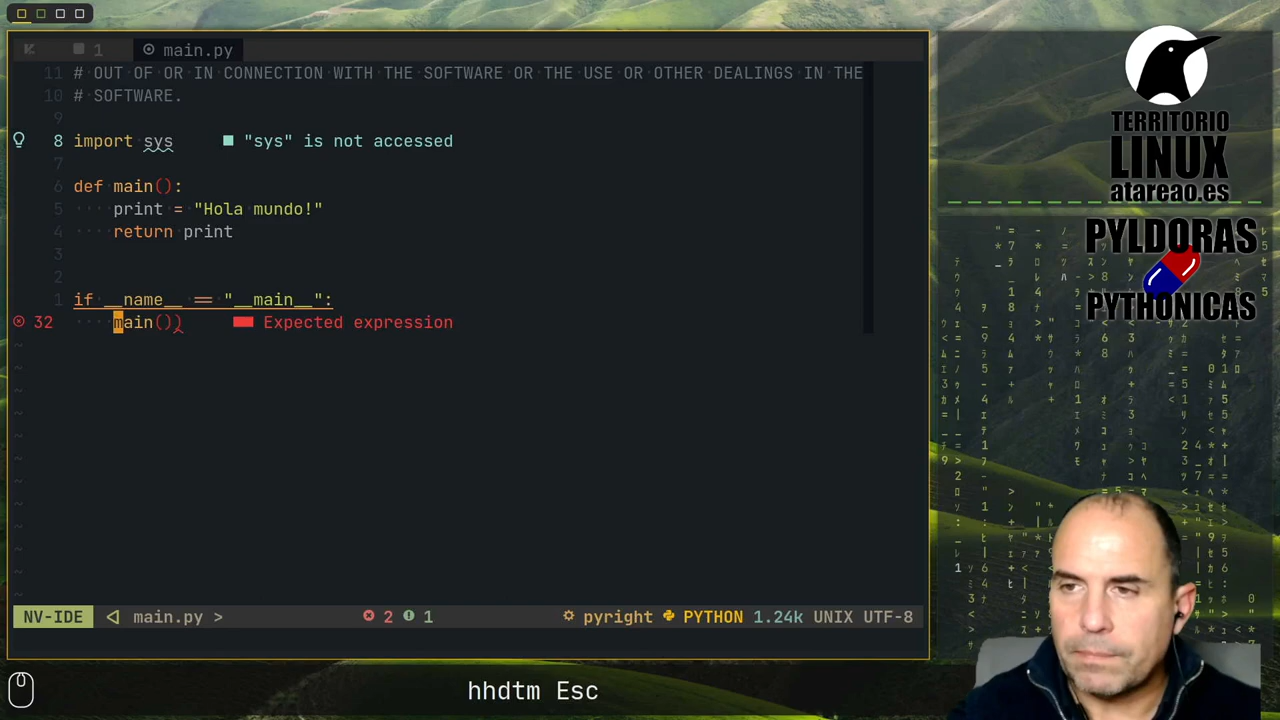 1 main.py
11 # OUT OF OR IN CONNECTION WITH THE SOFTWARE OR THE USE OR OTHER DEALINGS IN THE
10 # SOFTWARE.
9
8 import sys ■ "sys" is not accessed
7
6 def main():
5 print = "Hola mundo!"
4 return print
3
2
1 if __name__ == "__main__":
32 main()) Expected expression
NV-IDE main.py > 2 1 pyright PYTHON 1.24k UNIX UTF-8
hhdtm Esc
TERRITORIO
LINUX
atareao.es
PYLDORAS
PYTHONICAS